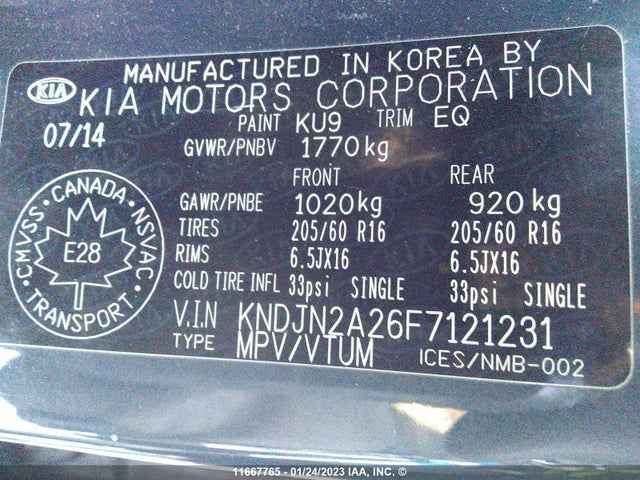 MANUFACTURED IN KOREA BY
KIA KIA MOTORS CORPORATION
07/14 PAINT KU9 TRIM EQ
GVWR/PNBV 1770kg
FRONT REAR
GAWR/PNBE 1020kg 920kg
TIRES 205/60 R16 205/60 R16
RIMS 6.5JX16 6.5JX16
COLD TIRE INFL 33psi SINGLE 33psi SINGLE
V.I.N KNDJN2A26F7121231
TYPE MPV/VTUM ICES/NMB-002
CMVSS · CANADA · NSVAC · TRANSPORT ·
E28
11667765 - 01/24/2023 IAA, INC. ©